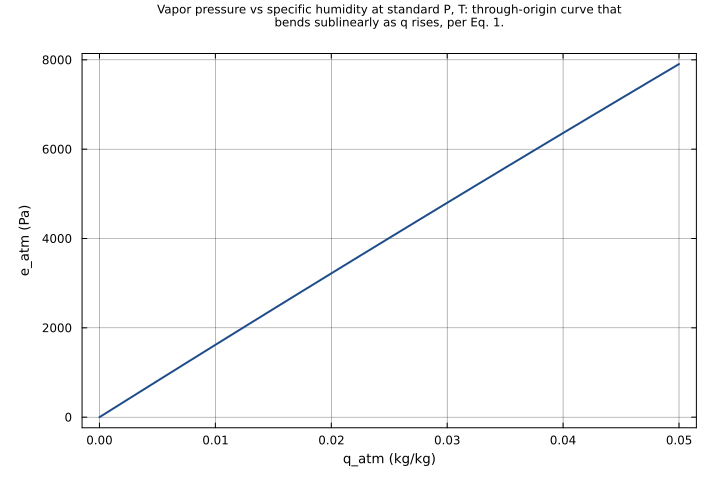 Vapor pressure vs specific humidity at standard P, T: through-origin curve that
bends sublinearly as q rises, per Eq. 1.
8000
6000
4000
2000
0
e_atm (Pa)
0.00 0.01 0.02 0.03 0.04 0.05
q_atm (kg/kg)